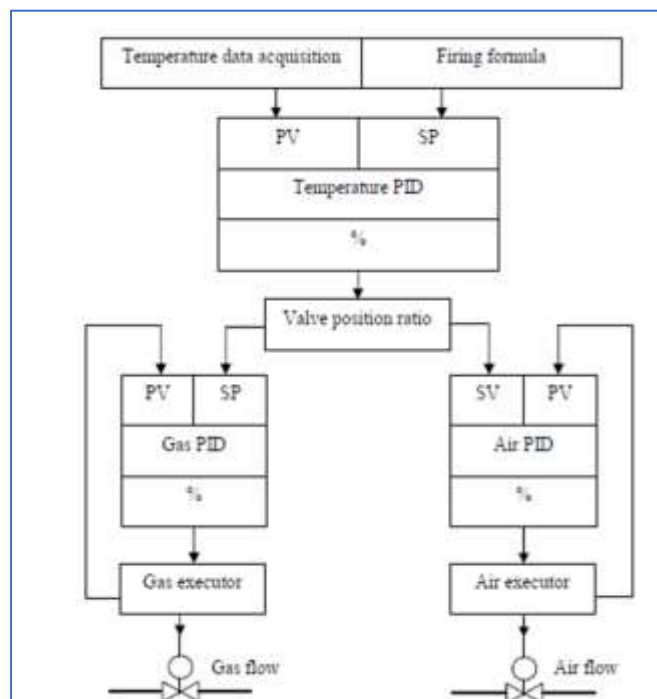 Temperature data acquisition Firing formula
PV SP
Temperature PID
%
Valve position ratio
PV SP SV PV
Gas PID Air PID
% %
Gas executor Air executor
Gas flow Air flow